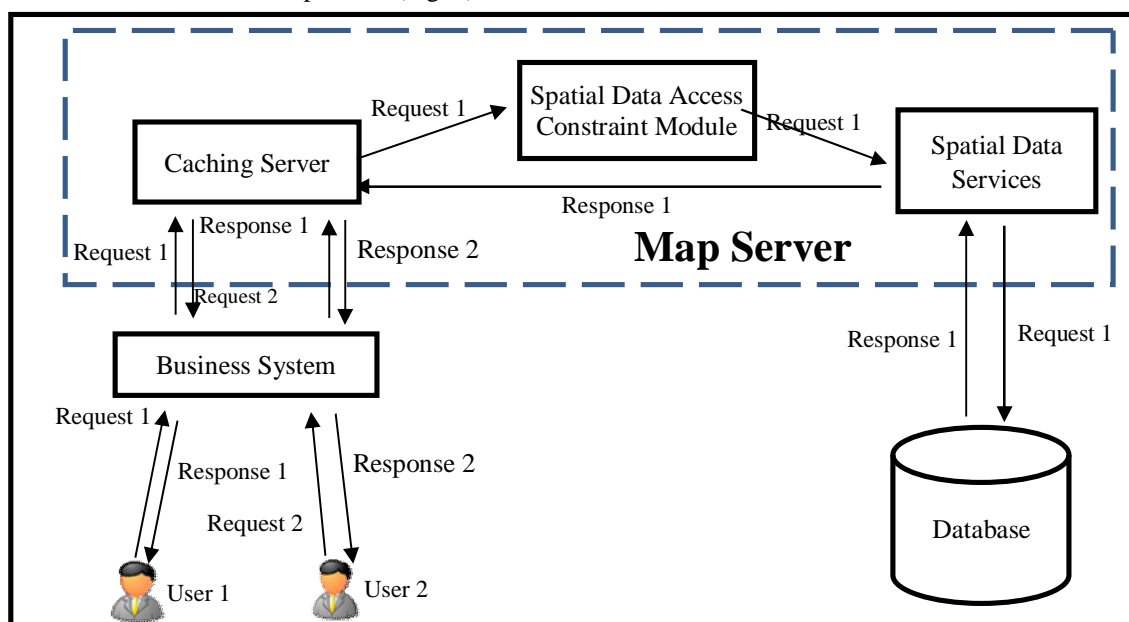 Spatial Data Access
Constraint Module
Request 1
Request 1
Caching Server
Spatial Data
Services
Response 1
Map Server
Response 1
Request 1
Response 2
Request 2
Business System
Response 1
Request 1
Request 1
Response 1
Response 2
Request 2
Database
User 1
User 2